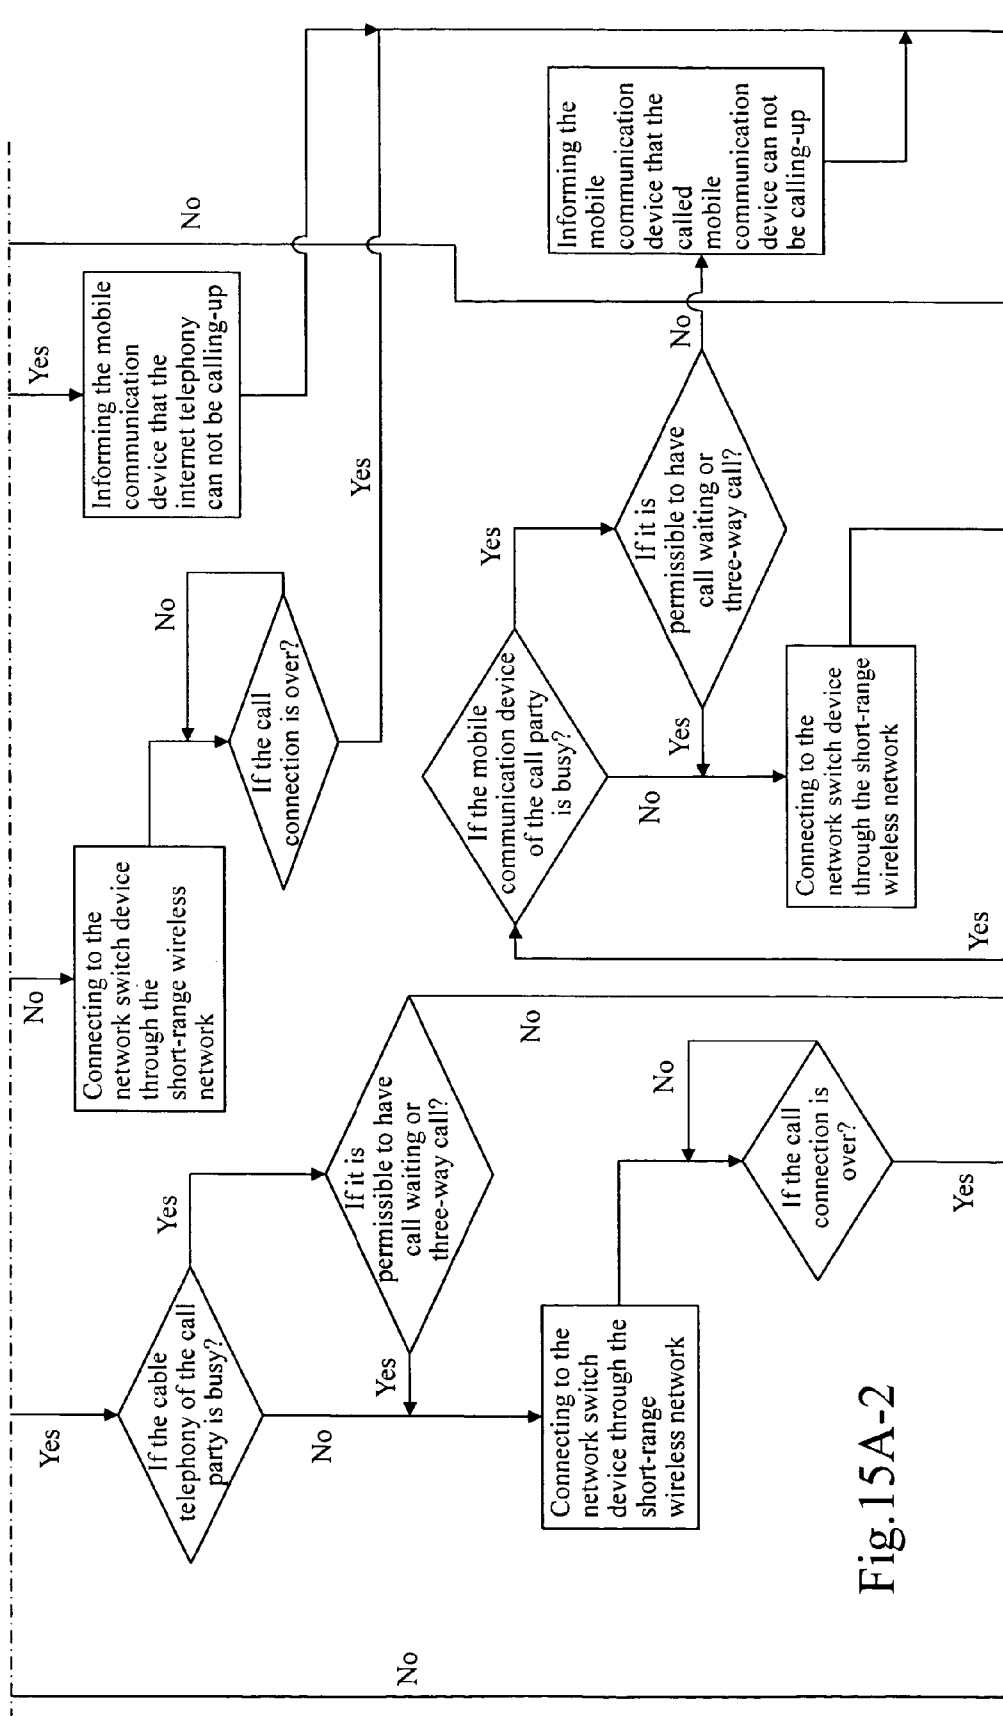 Yes
If the cable
telephony of the call
party is busy?
Yes
No
If it is
permissible to have
call waiting or
three-way call?
Yes
No
Connecting to the
network switch
device through the
short-range
wireless network
No
If the call
connection is
over?
Yes
No
No
Connecting to the
network switch device
through the
short-range wireless
network
No
If the call
connection is over?
Yes
Yes
Informing the mobile
communication
device that the
internet telephony
can not be calling-up
No
Yes
If the mobile
communication device
of the call party
is busy?
Yes
No
If it is
permissible to have
call waiting or
three-way call?
Yes
No
Connecting to the
network switch device
through the short-range
wireless network
Informing the
mobile
communication
device that the
called
mobile
communication
device can not
be calling-up
Fig.15A-2